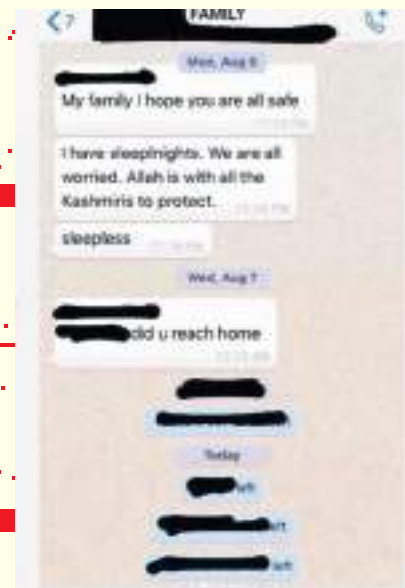 7
FAMILY
Mon, Aug 5
My family I hope you are all safe
I have sleeplnights. We are all
worried. Allah is with all the
Kashmiris to protect.
sleepless
Wed, Aug 7
did u reach home
Today
left
left
left